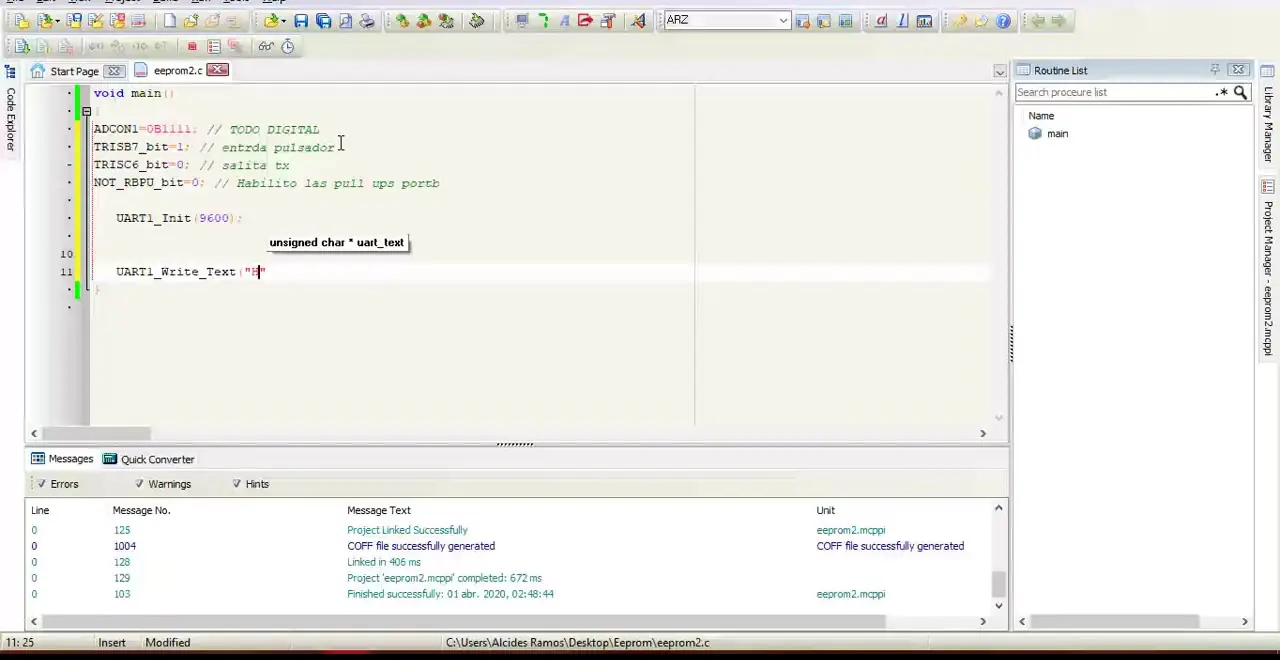 ARZ
Start Page
eeprom2.c
Routine List
Code Explorer
void main()
{
ADCON1=0B1111; // TODO DIGITAL
TRISB7_bit=1; // entrda pulsador
TRISC6_bit=0; // salita tx
NOT_RBPU_bit=0; // Habilito las pull ups portb
UART1_Init(9600);
unsigned char * uart_text
10
11 UART1_Write_Text("H"
}
Search proceure list
.*
Name
main
Library Manager
Project Manager - eeprom2.mcppi
Messages
Quick Converter
Errors
Warnings
Hints
Line Message No. Message Text Unit
0 125 Project Linked Successfully eeprom2.mcppi
0 1004 COFF file successfully generated COFF file successfully generated
0 128 Linked in 406 ms
0 129 Project 'eeprom2.mcppi' completed: 672 ms
0 103 Finished successfully: 01 abr. 2020, 02:48:44 eeprom2.mcppi
11: 25 Insert Modified C:\Users\Alcides Ramos\Desktop\Eeprom\eeprom2.c